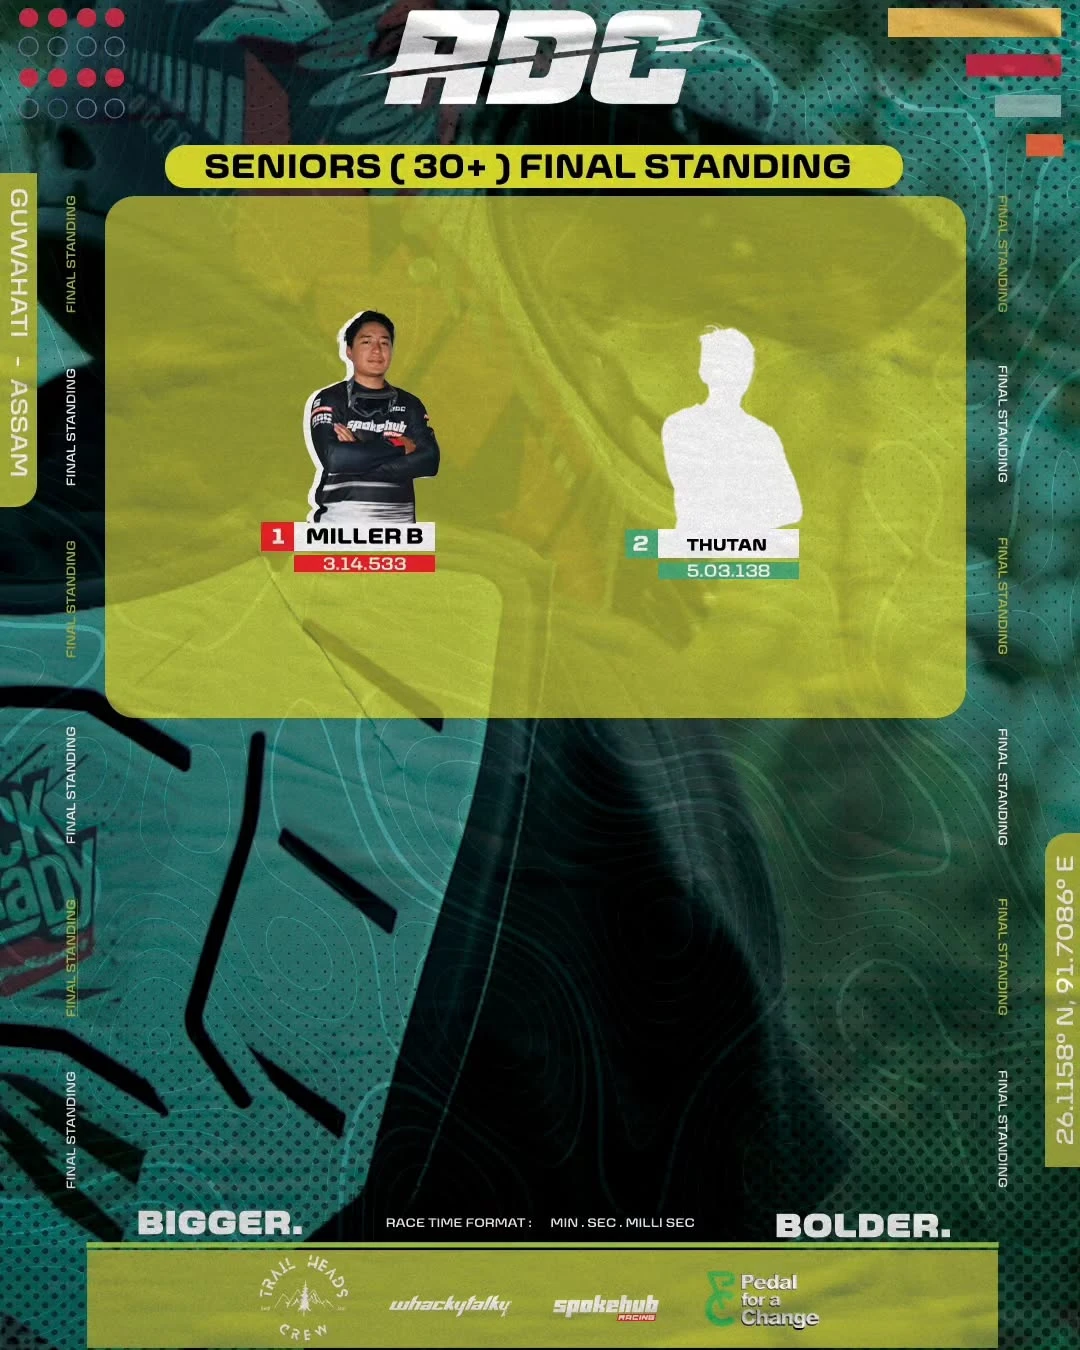 ADC
SENIORS ( 30+ ) FINAL STANDING
GUWAHATI - ASSAM
FINAL STANDING
FINAL STANDING
FINAL STANDING
FINAL STANDING
FINAL STANDING
FINAL STANDING
FINAL STANDING
FINAL STANDING
FINAL STANDING
FINAL STANDING
FINAL STANDING
FINAL STANDING
spokehub
1 MILLER B
3.14.533
2 THUTAN
5.03.138
26.1158° N, 91.7086° E
BIGGER.
RACE TIME FORMAT : MIN . SEC . MILLI SEC
BOLDER.
TRAIL HEADS
CREW
whackytalky
spokehub
RACING
Pedal
for a
Change